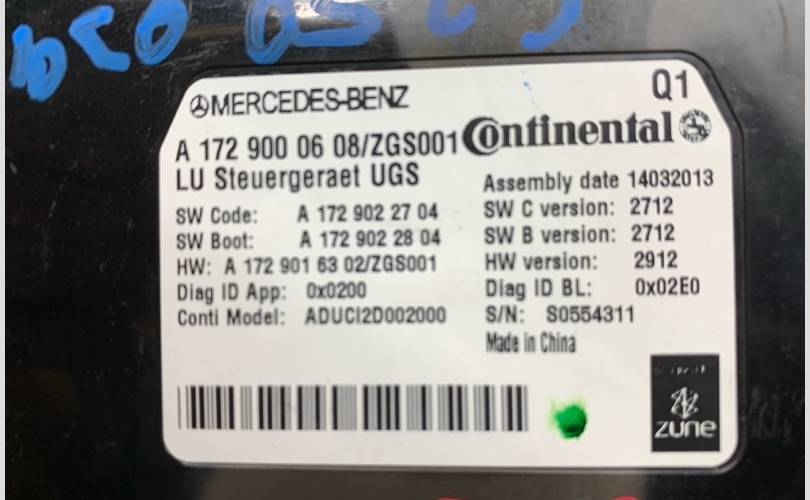 MERCEDES-BENZ
Q1
A 172 900 06 08/ZGS001
Continental
LU Steuergeraet UGS
Assembly date 14032013
SW Code: A 172 902 27 04
SW C version: 2712
SW Boot: A 172 902 28 04
SW B version: 2712
HW: A 172 901 63 02/ZGS001
HW version: 2912
Diag ID App: 0x0200
Diag ID BL: 0x02E0
Conti Model: ADUCI2D002000
S/N: S0554311
Made in China
zune